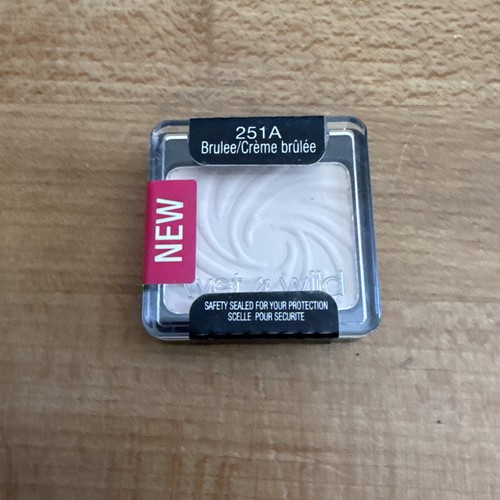 251A
Brulee/Crème brûlée
NEW
wet n wild
SAFETY SEALED FOR YOUR PROTECTION
SCELLE POUR SECURITE